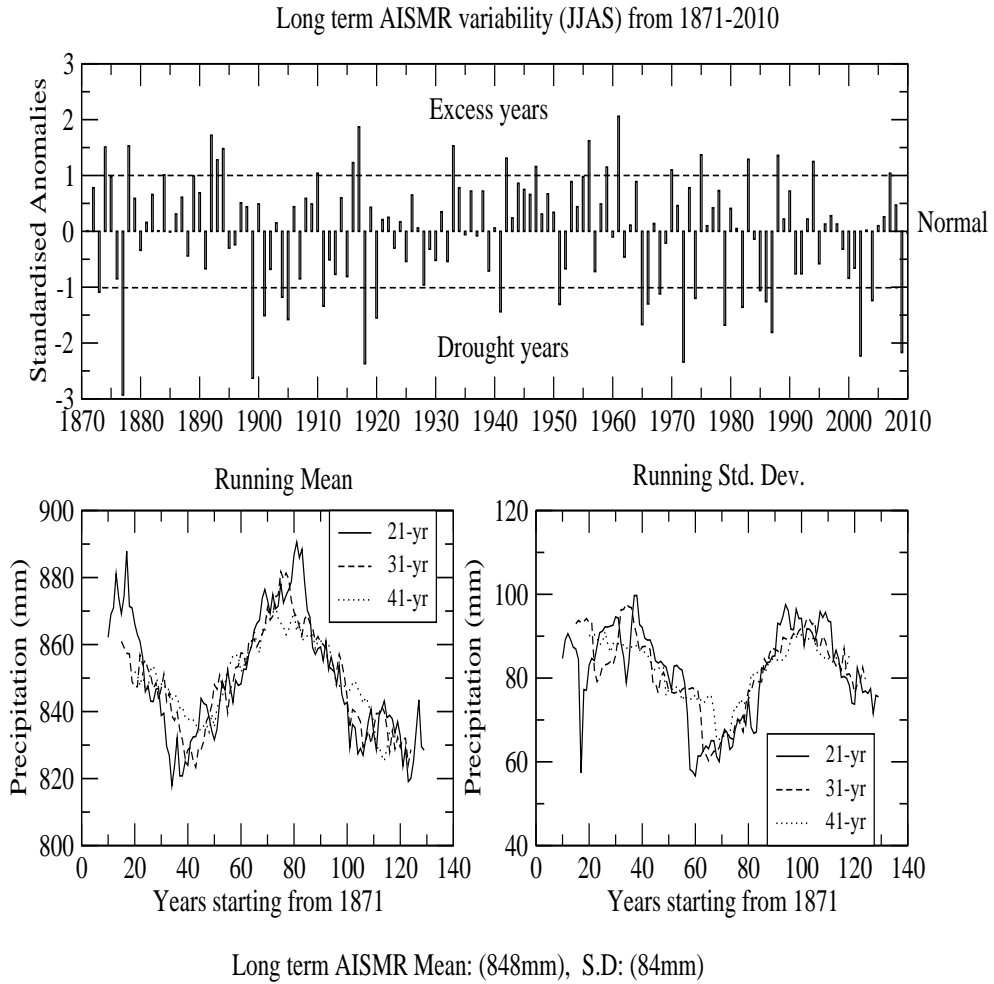 Long term AISMR variability (JJAS) from 1871-2010
Standardised Anomalies
3
2
1
0
-1
-2
-3
Excess years
Drought years
Normal
1870 1880 1890 1900 1910 1920 1930 1940 1950 1960 1970 1980 1990 2000 2010
Running Mean
Precipitation (mm)
900
880
860
840
820
800
21-yr
31-yr
41-yr
0 20 40 60 80 100 120 140
Years starting from 1871
Running Std. Dev.
Precipitation (mm)
120
100
80
60
40
21-yr
31-yr
41-yr
0 20 40 60 80 100 120 140
Years starting from 1871
Long term AISMR Mean: (848mm), S.D: (84mm)